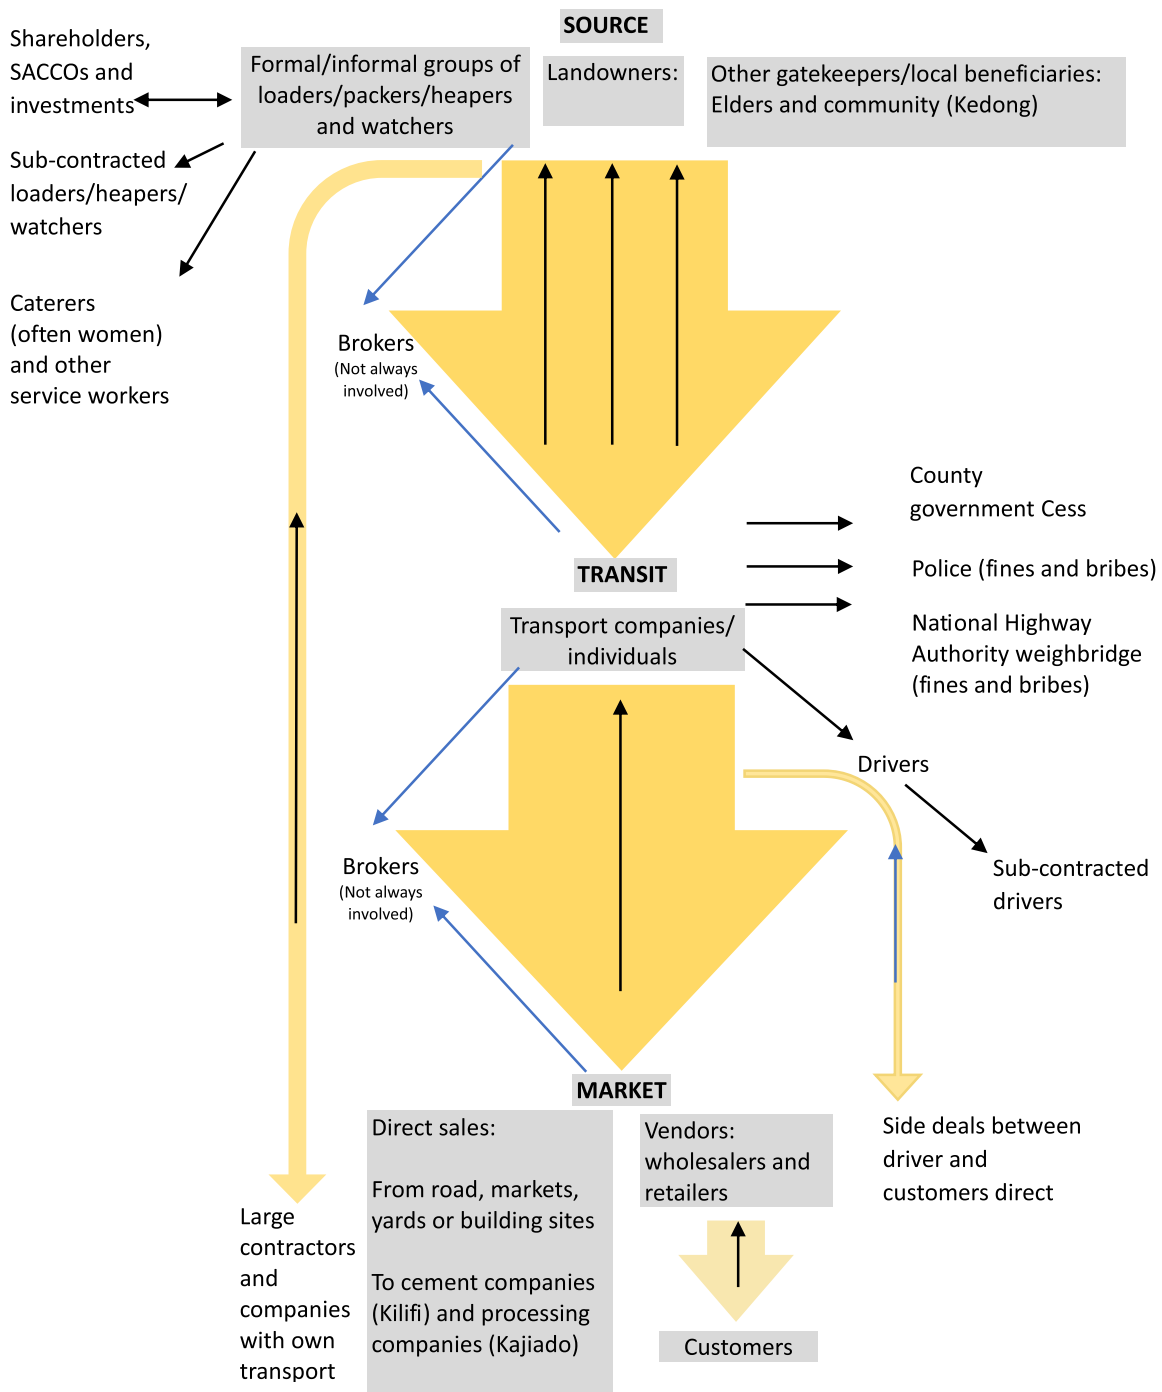 SOURCE
Shareholders,
SACCOs and
investments
Formal/informal groups of
loaders/packers/heapers
and watchers
Landowners:
Other gatekeepers/local beneficiaries:
Elders and community (Kedong)
Sub-contracted
loaders/heapers/
watchers
Caterers
(often women)
and other
service workers
Brokers
(Not always
involved)
County
government Cess
TRANSIT
Police (fines and bribes)
Transport companies/
individuals
National Highway
Authority weighbridge
(fines and bribes)
Drivers
Brokers
(Not always
involved)
Sub-contracted
drivers
MARKET
Direct sales:
From road, markets,
yards or building sites
To cement companies
(Kilifi) and processing
companies (Kajiado)
Vendors:
wholesalers and
retailers
Side deals between
driver and
customers direct
Large
contractors
and
companies
with own
transport
Customers